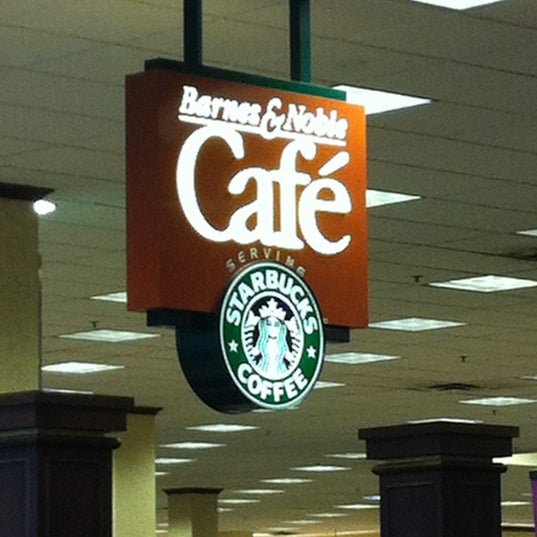 Barnes & Noble
Café
SERVING
STARBUCKS
COFFEE